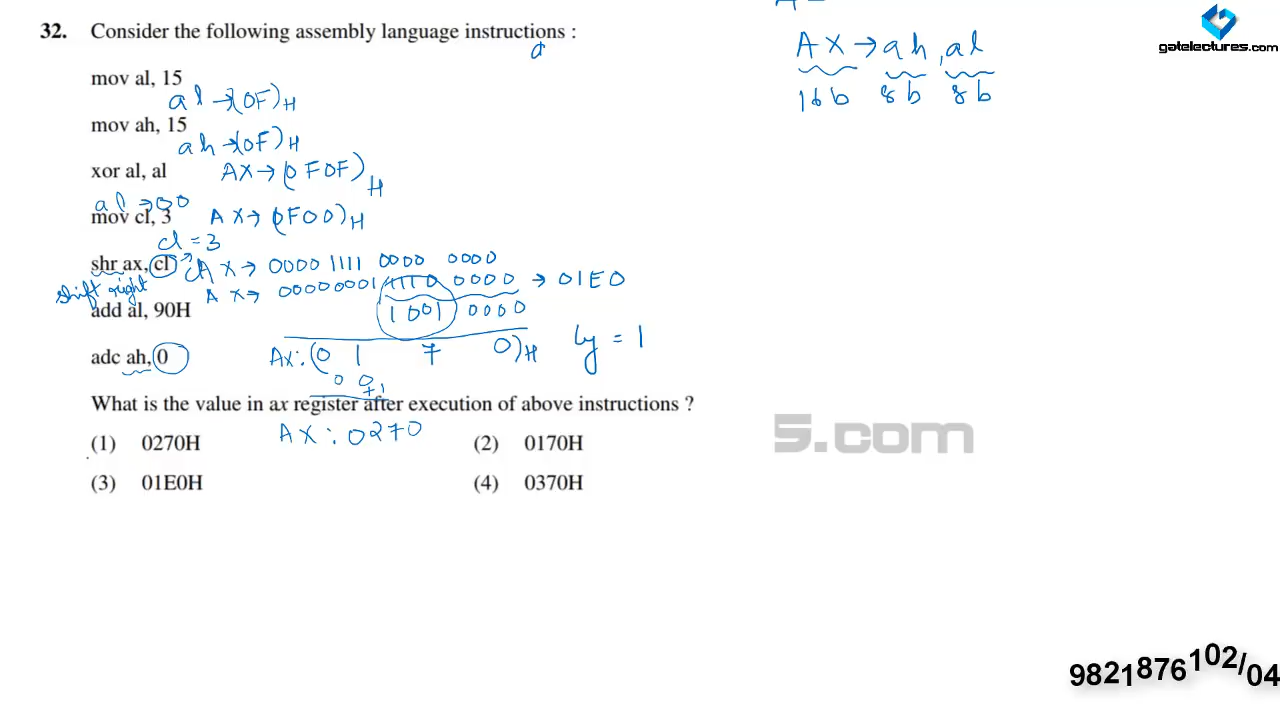 32. Consider the following assembly language instructions :
AX → ah, al
16b 8b 8b
gatelectures.com
mov al, 15
al → (0F)H
mov ah, 15
ah → (0F)H
xor al, al AX → (0F0F)H
al → 00
mov cl, 3 AX → (0F00)H
cl = 3
shr ax, cl AX → 0000 1111 0000 0000
shift right AX → 00000001 1110 0000 → 01E0
add al, 90H 1001 0000
adc ah, 0 AX: (0 1 7 0)H cy = 1
0 0
+1
What is the value in ax register after execution of above instructions ?
AX : 0270
(1) 0270H (2) 0170H
(3) 01E0H (4) 0370H
5.com
9821876102/04